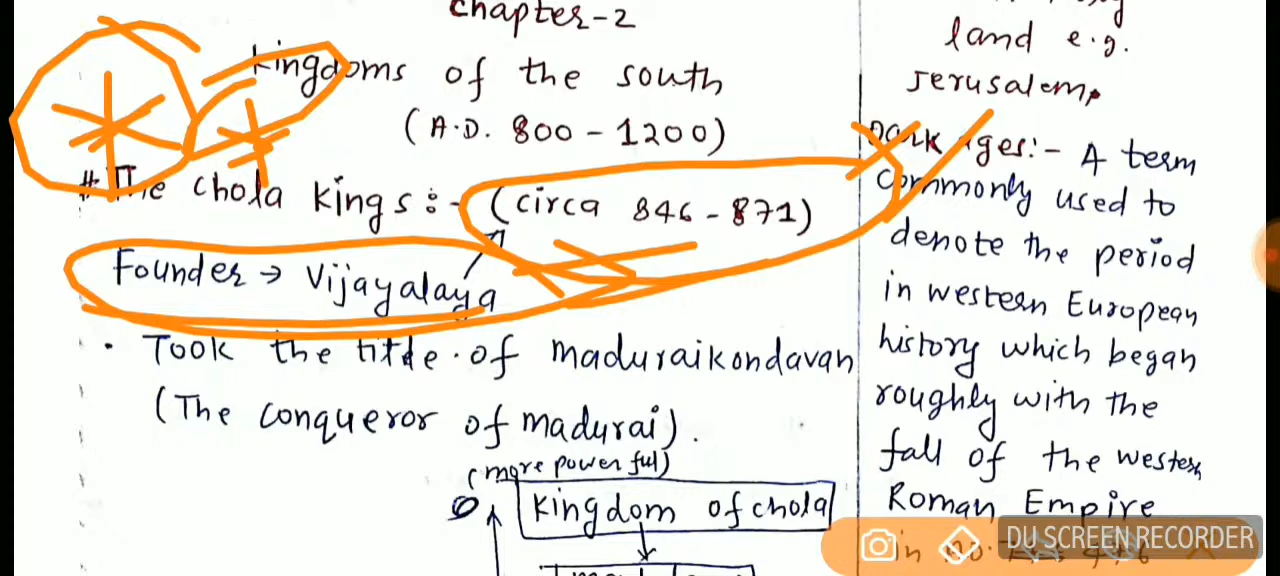 chapter-2
kingdoms of the south
(A.D. 800 - 1200)
# The chola kings:- (circa 846-871)
Founder → Vijayalaya
• Took the title of maduraikondavan
(The conqueror of madurai).
(more powerful)
kingdom of chola
land e.g.
Jerusalem
Dark ages:- A term
commonly used to
denote the period
in western European
history which began
roughly with the
fall of the western
Roman Empire
in
DU SCREEN RECORDER